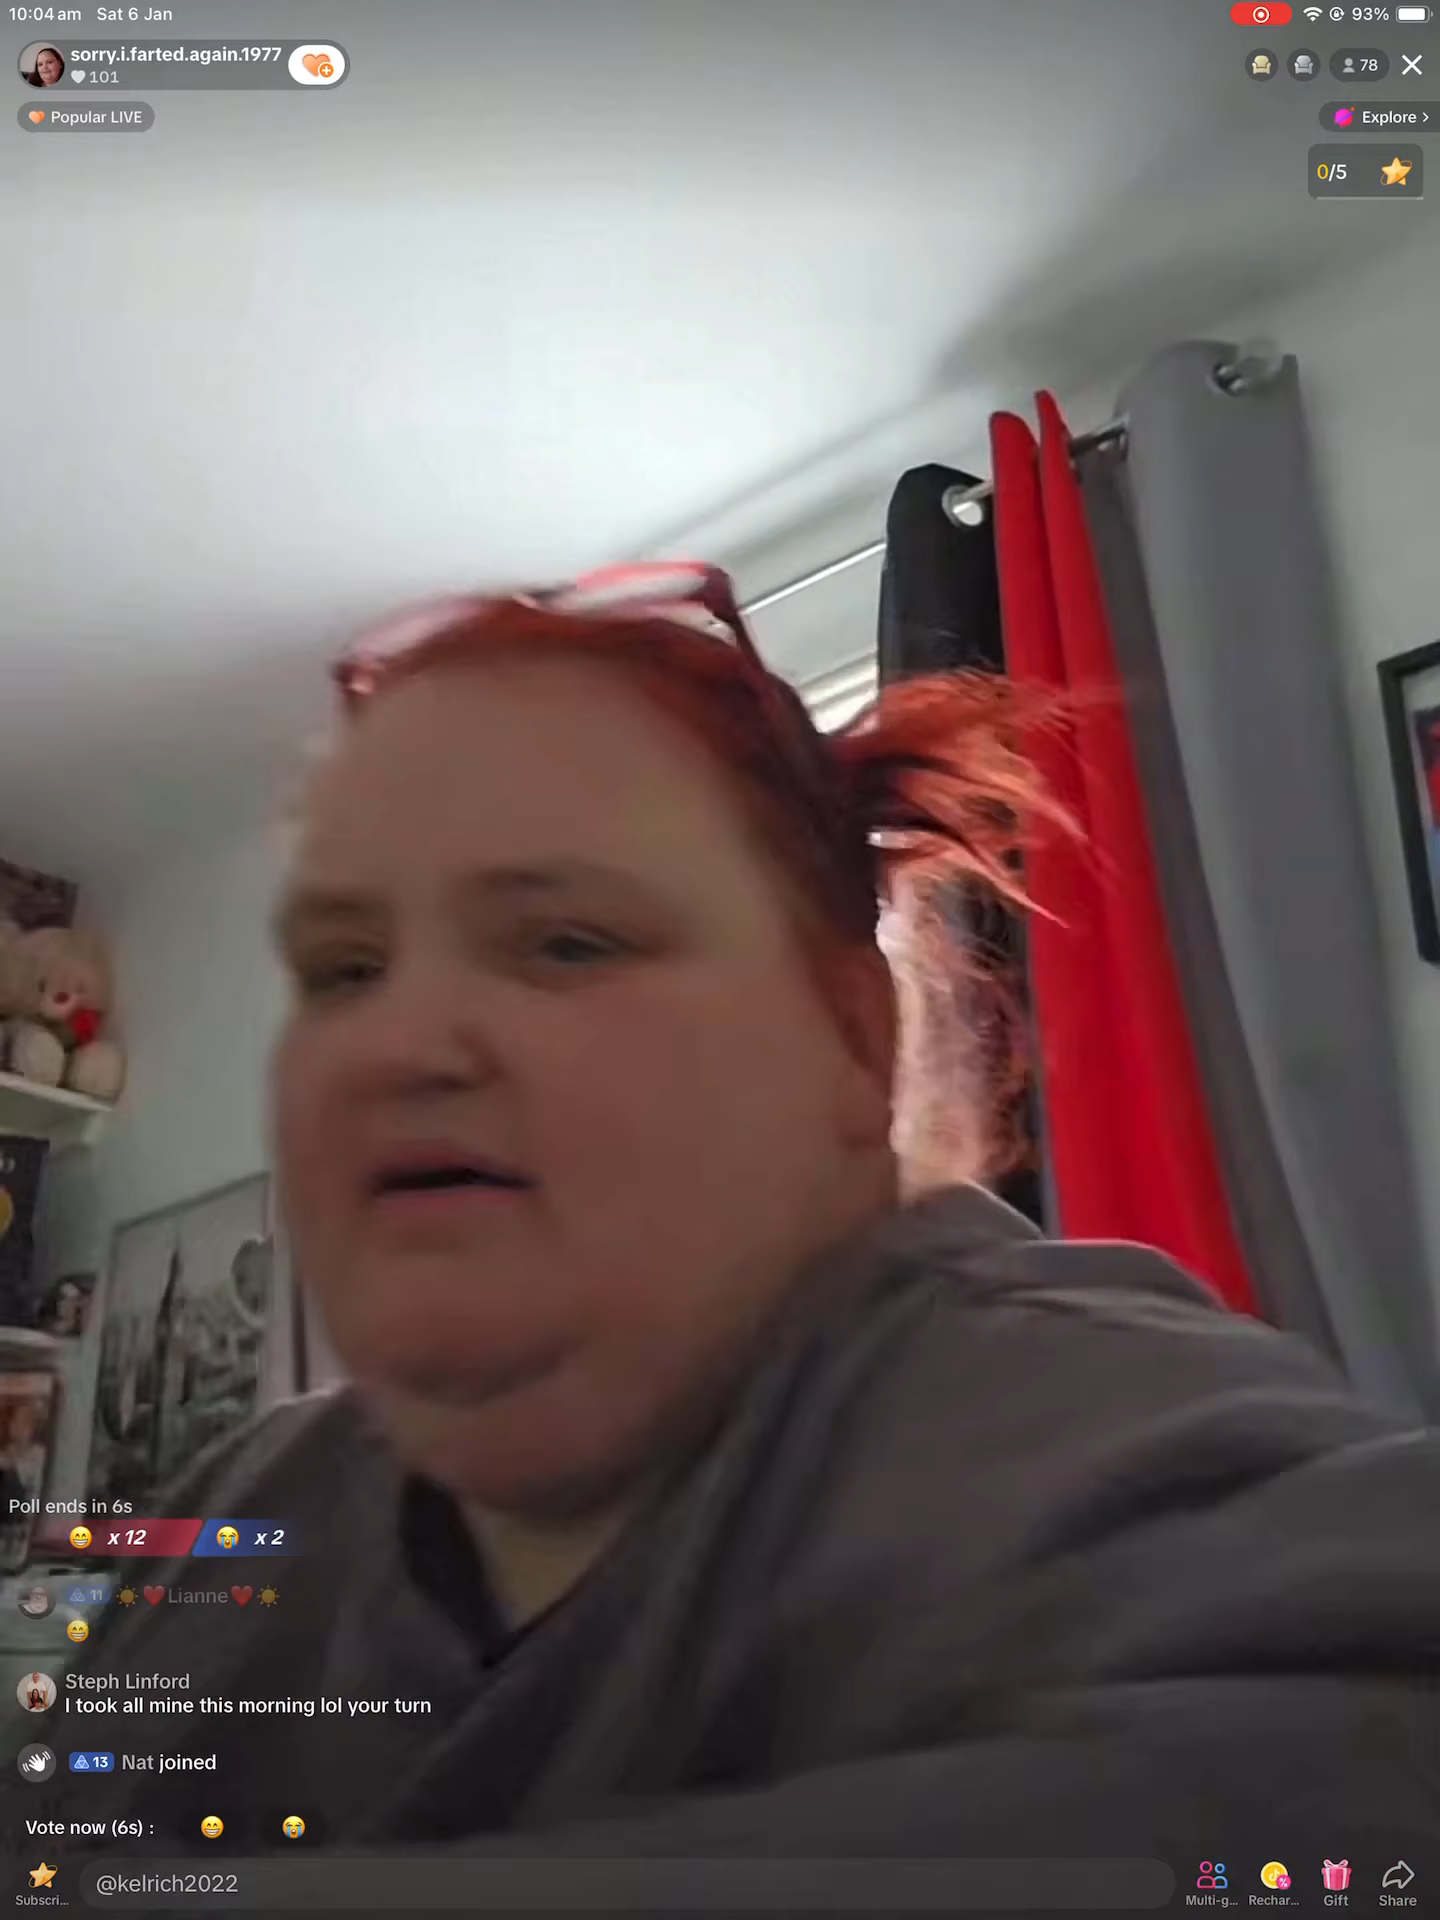 10:04 am Sat 6 Jan
93%
sorry.i.farted.again.1977
101
78
Popular LIVE
Explore >
0/5
Poll ends in 6s
😁 x 12 😭 x 2
11 ☀️❤️Lianne❤️☀️
😁
Steph Linford
I took all mine this morning lol your turn
13 Nat joined
Vote now (6s) : 😁 😭
@kelrich2022
Subscri... Multi-g... Rechar... Gift Share